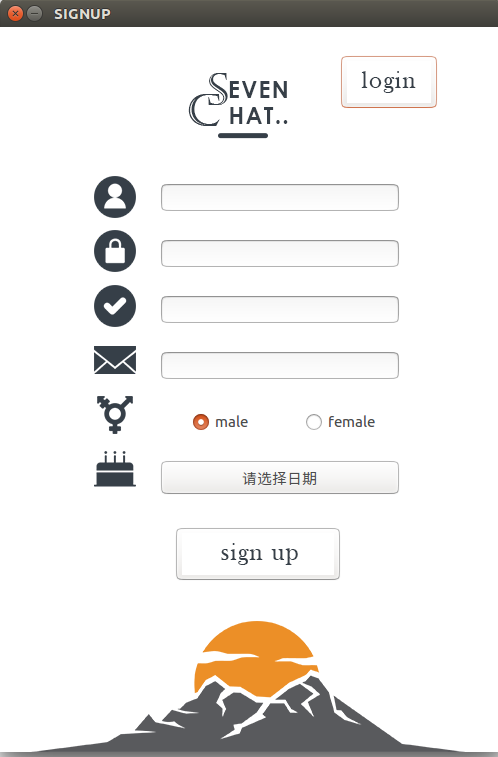 SIGNUP
login
SEVEN
CHAT..
male
female
请选择日期
sign up